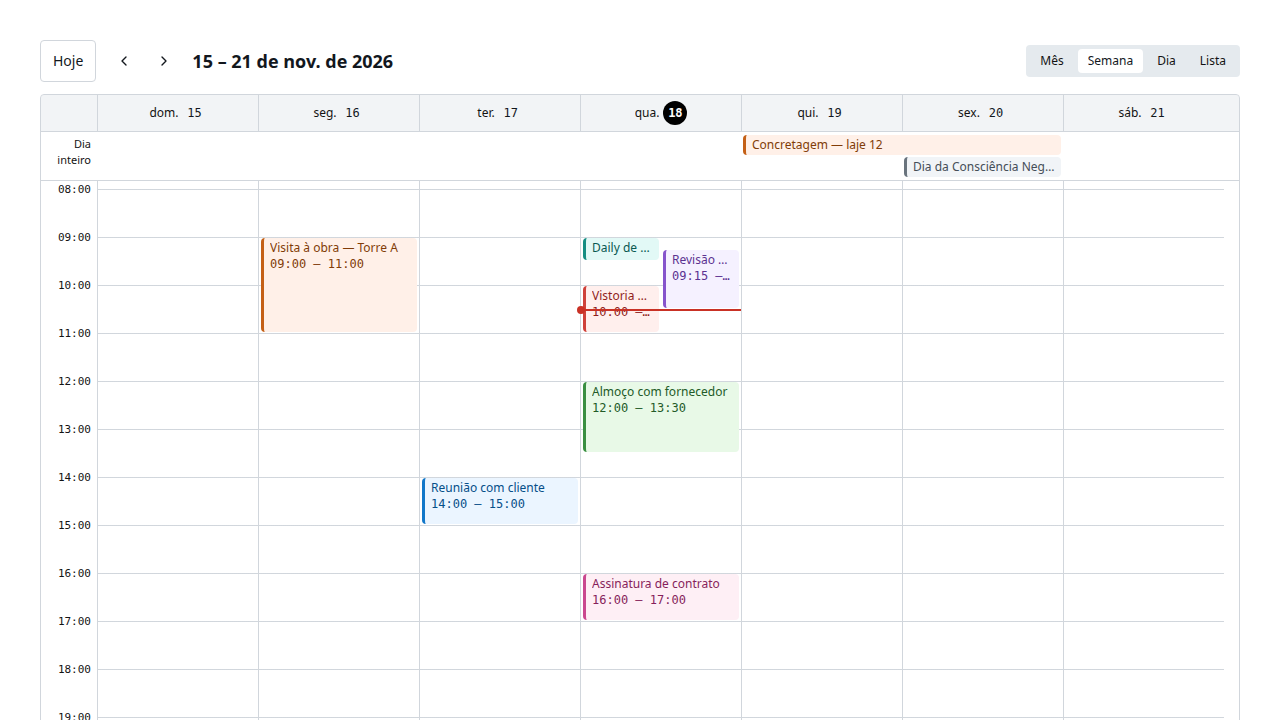 Hoje
15 – 21 de nov. de 2026
Mês
Semana
Dia
Lista
dom. 15
seg. 16
ter. 17
qua. 18
qui. 19
sex. 20
sáb. 21
Dia
inteiro
Concretagem — laje 12
Dia da Consciência Neg...
08:00
09:00
10:00
11:00
12:00
13:00
14:00
15:00
16:00
17:00
18:00
19:00
Visita à obra — Torre A
09:00 – 11:00
Reunião com cliente
14:00 – 15:00
Daily de ...
Revisão ...
09:15 –…
Vistoria ...
10:00 –…
Almoço com fornecedor
12:00 – 13:30
Assinatura de contrato
16:00 – 17:00